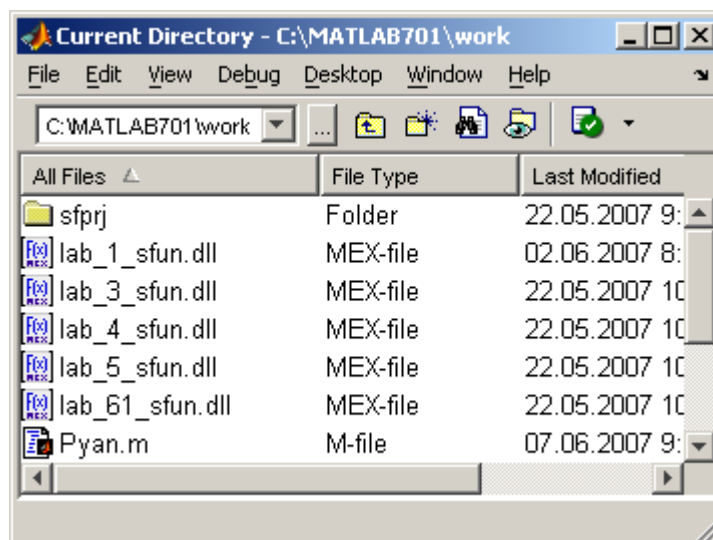 Current Directory - C:\MATLAB701\work
File Edit View Debug Desktop Window Help
C:\MATLAB701\work ...
All Files File Type Last Modified
sfprj Folder 22.05.2007 9:
lab_1_sfun.dll MEX-file 02.06.2007 8:
lab_3_sfun.dll MEX-file 22.05.2007 10
lab_4_sfun.dll MEX-file 22.05.2007 10
lab_5_sfun.dll MEX-file 22.05.2007 10
lab_61_sfun.dll MEX-file 22.05.2007 10
Pyan.m M-file 07.06.2007 9: